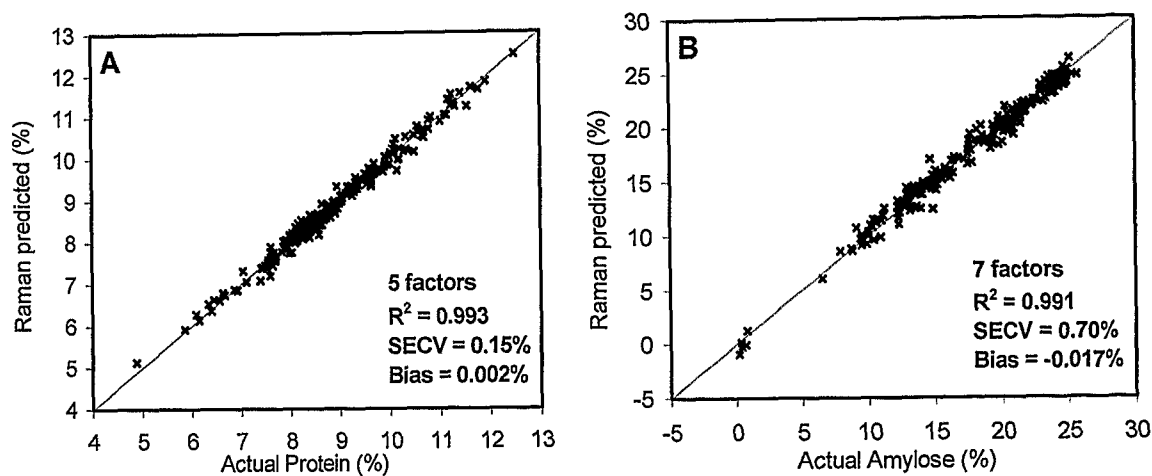 A
13
12
11
10
9
8
7
6
5
4
Raman predicted (%)
5 factors
R² = 0.993
SECV = 0.15%
Bias = 0.002%
4 5 6 7 8 9 10 11 12 13
Actual Protein (%)
B
30
25
20
15
10
5
0
-5
Raman predicted (%)
7 factors
R² = 0.991
SECV = 0.70%
Bias = -0.017%
-5 0 5 10 15 20 25 30
Actual Amylose (%)